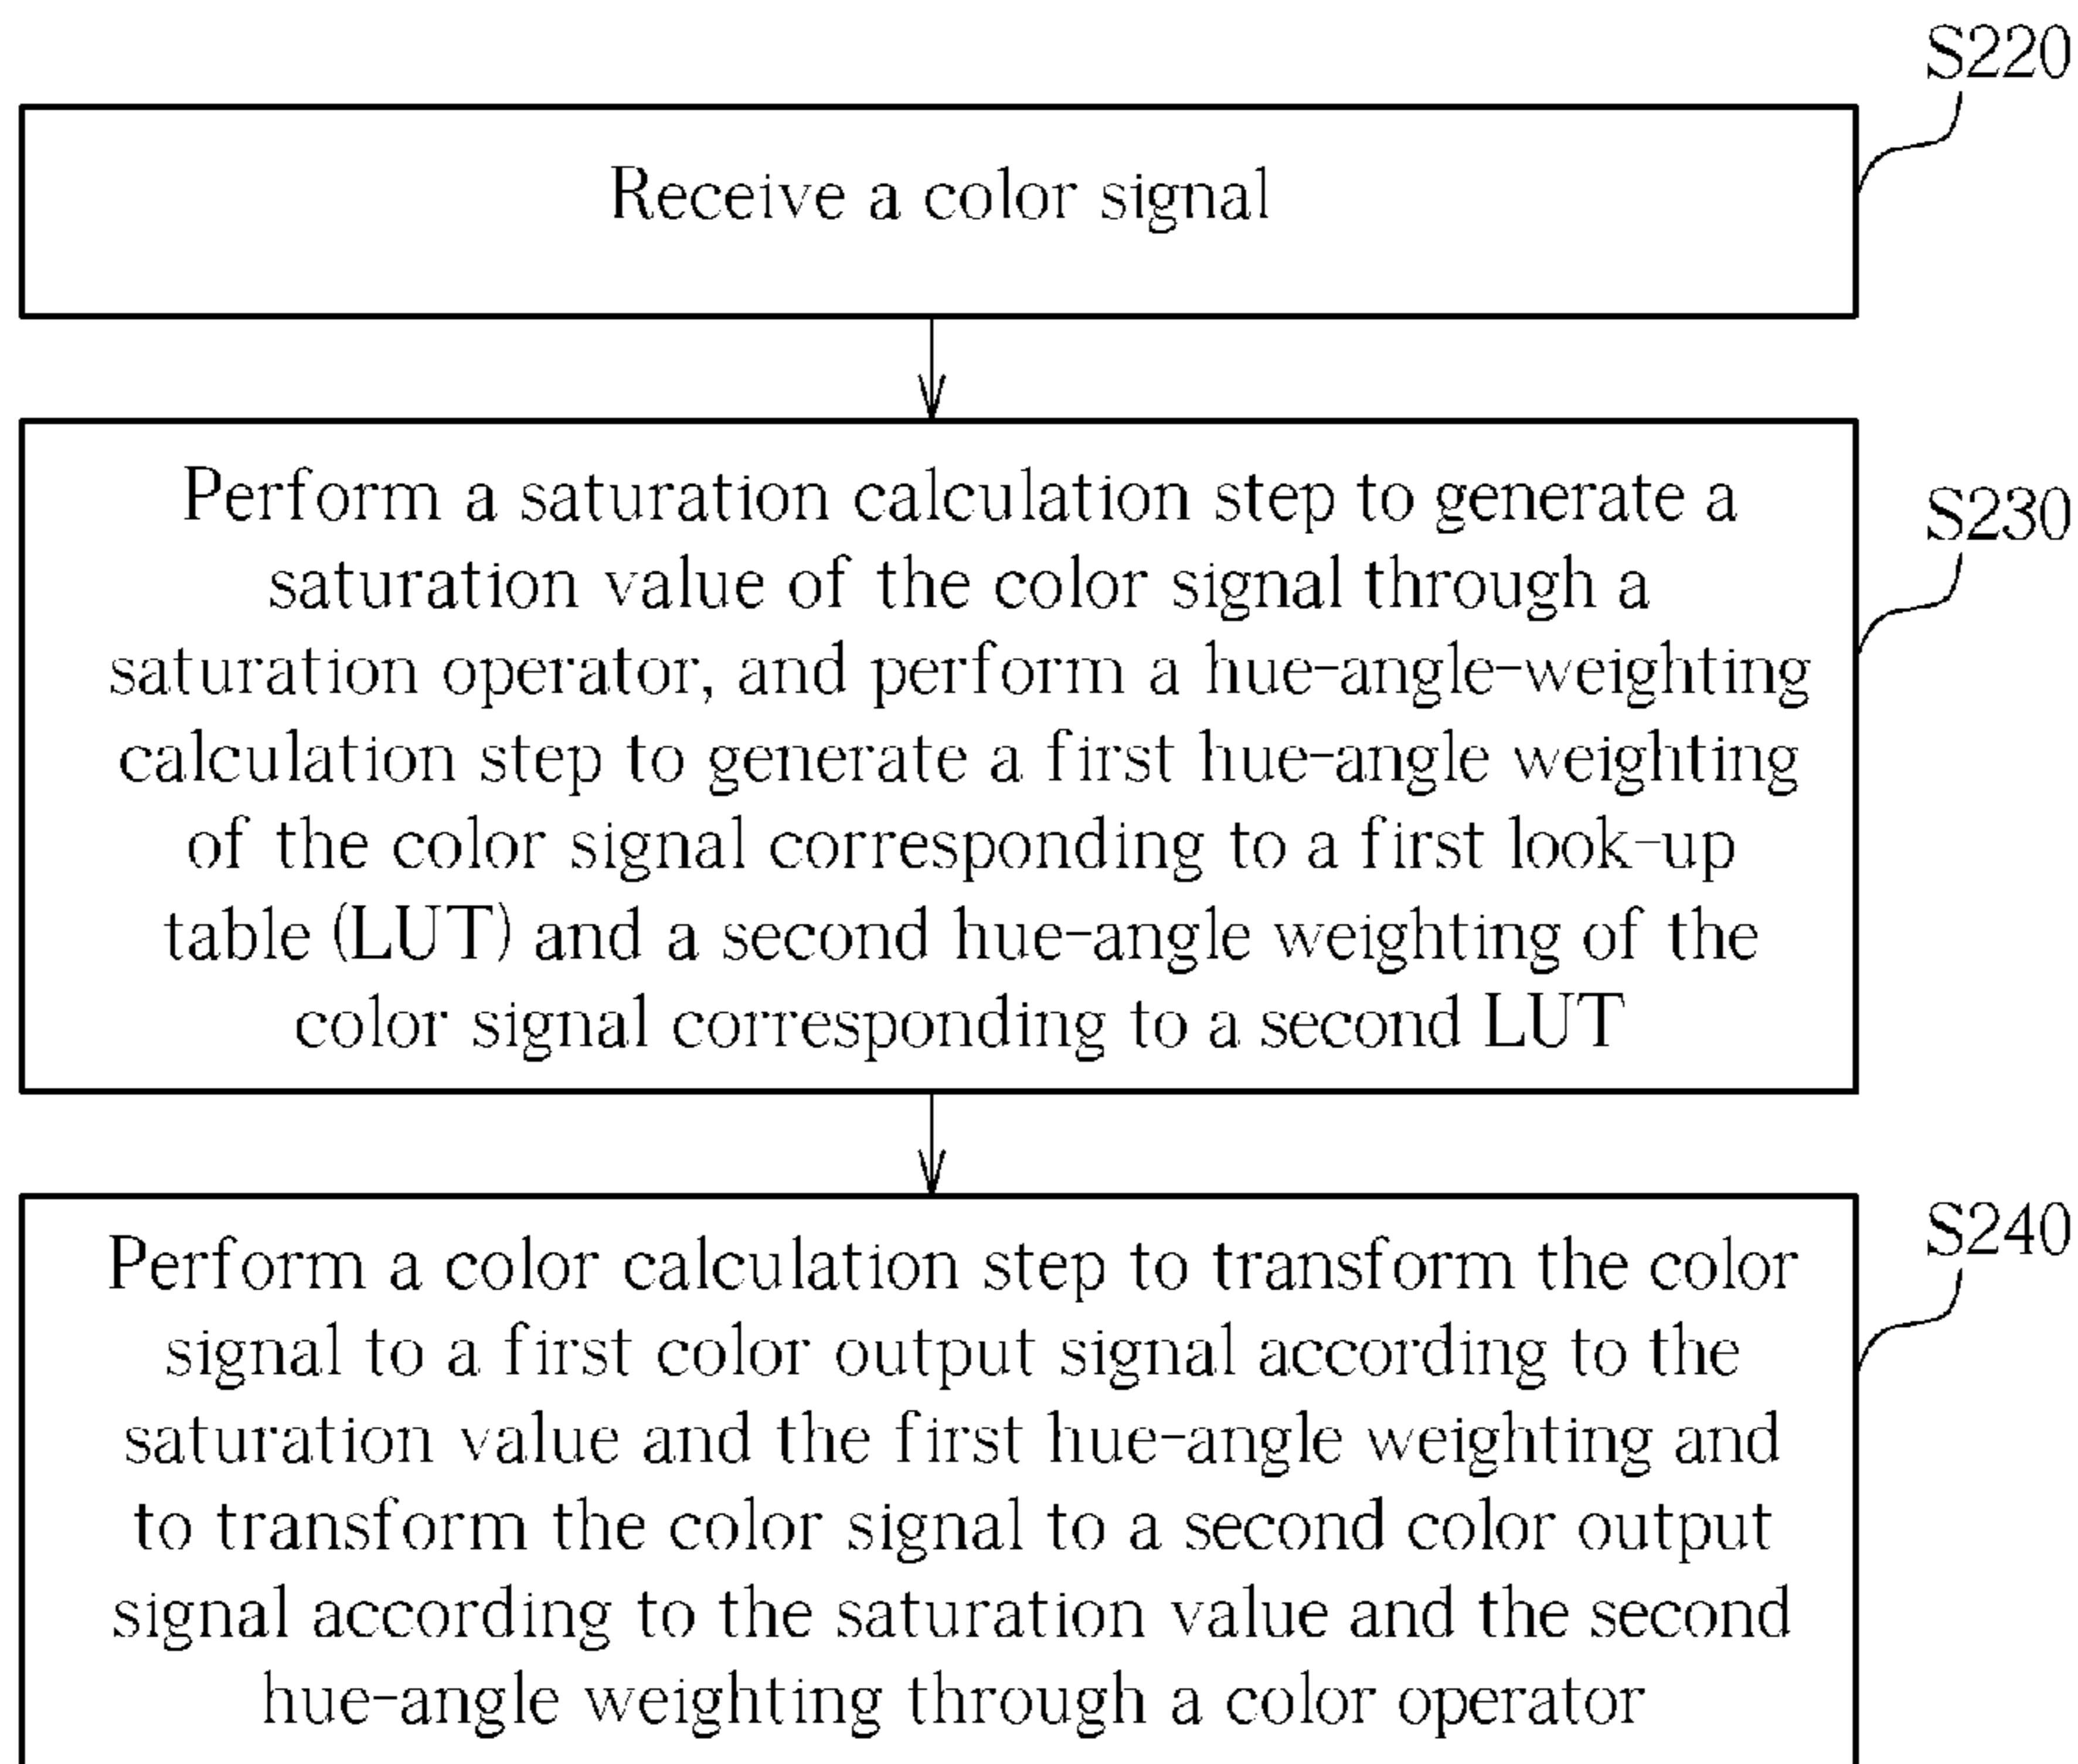 S220
Receive a color signal
Perform a saturation calculation step to generate a
S230
saturation value of the color signal through a
saturation operator, and perform a hue-angle-weighting
calculation step to generate a first hue-angle weighting
of the color signal corresponding to a first look-up
table (LUT) and a second hue-angle weighting of the
color signal corresponding to a second LUT
S240
Perform a color calculation step to transform the color
signal to a first color output signal according to the
saturation value and the first hue-angle weighting and
to transform the color signal to a second color output
signal according to the saturation value and the second
hue-angle weighting through a color operator